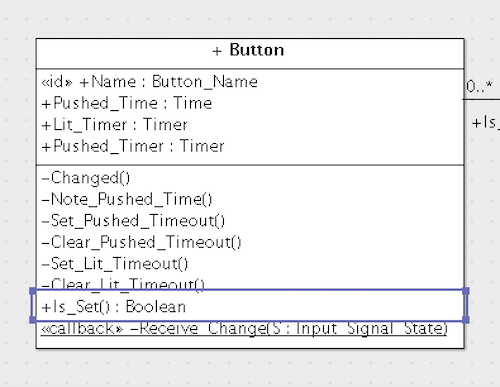 + Button
«id» +Name : Button_Name
+Pushed_Time : Time
+Lit_Timer : Timer
+Pushed_Timer : Timer
-Changed()
-Note_Pushed_Time()
-Set_Pushed_Timeout()
-Clear_Pushed_Timeout()
-Set_Lit_Timeout()
-Clear_Lit_Timeout()
+Is_Set() : Boolean
«callback» -Receive_Change(S : Input_Signal_State)
0..*
+Is_